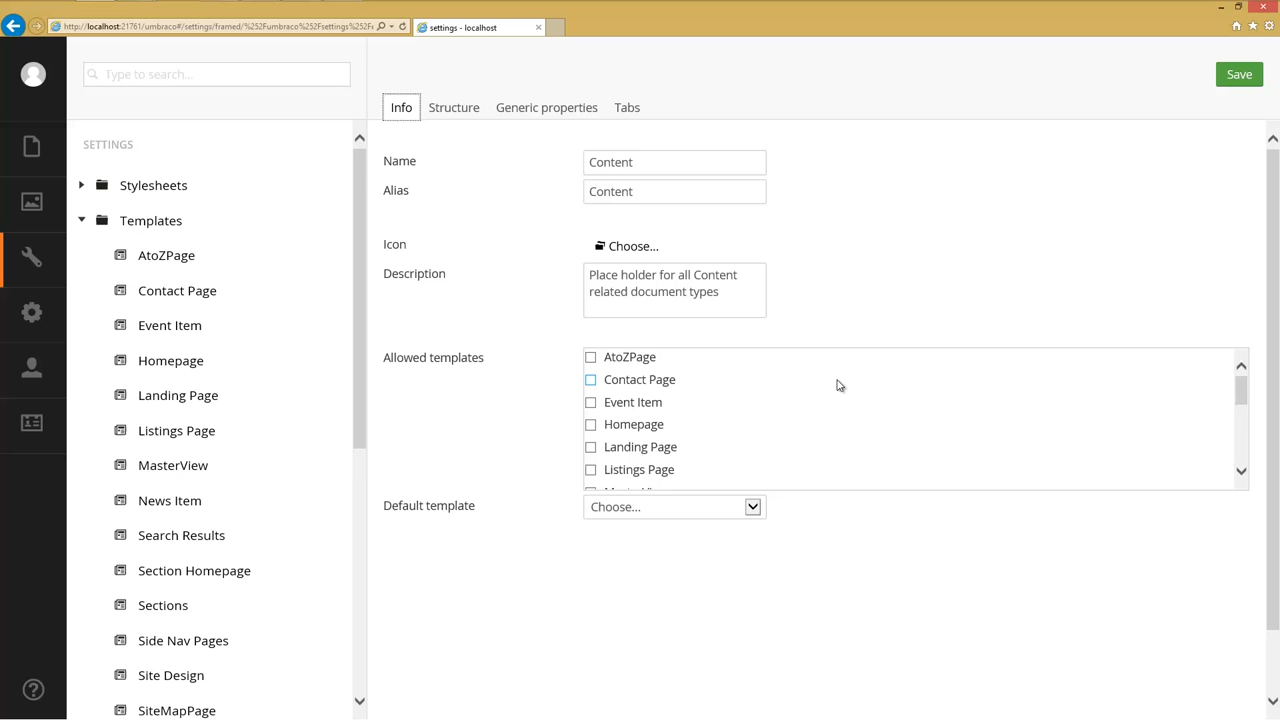 http://localhost:21761/umbraco#/settings/framed/%252Fumbraco%252Fsettings%252F
settings - localhost
Type to search...
Save
Info
Structure
Generic properties
Tabs
SETTINGS
Stylesheets
Templates
AtoZPage
Contact Page
Event Item
Homepage
Landing Page
Listings Page
MasterView
News Item
Search Results
Section Homepage
Sections
Side Nav Pages
Site Design
SiteMapPage
Name
Content
Alias
Content
Icon
Choose...
Description
Place holder for all Content
related document types
Allowed templates
AtoZPage
Contact Page
Event Item
Homepage
Landing Page
Listings Page
Default template
Choose...